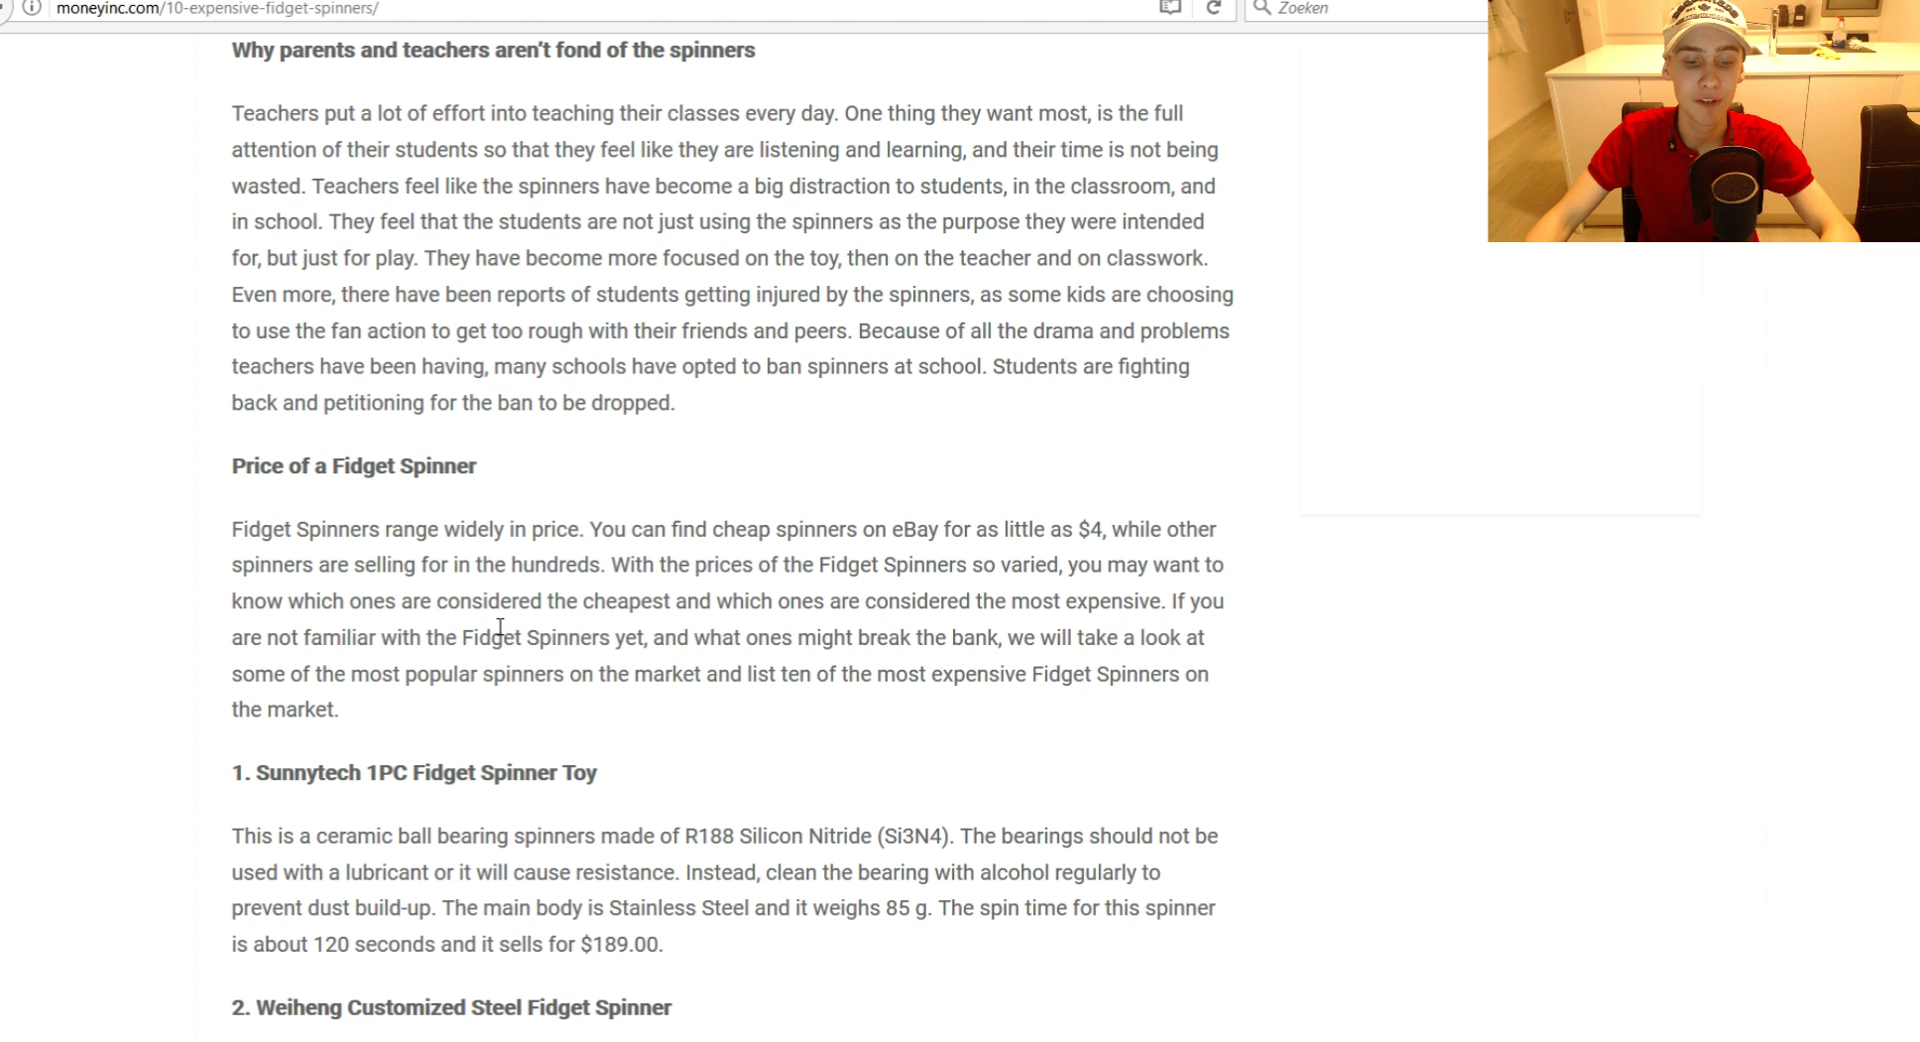 moneyinc.com/10-expensive-fidget-spinners/
Zoeken
Why parents and teachers aren't fond of the spinners
Teachers put a lot of effort into teaching their classes every day. One thing they want most, is the full
attention of their students so that they feel like they are listening and learning, and their time is not being
wasted. Teachers feel like the spinners have become a big distraction to students, in the classroom, and
in school. They feel that the students are not just using the spinners as the purpose they were intended
for, but just for play. They have become more focused on the toy, then on the teacher and on classwork.
Even more, there have been reports of students getting injured by the spinners, as some kids are choosing
to use the fan action to get too rough with their friends and peers. Because of all the drama and problems
teachers have been having, many schools have opted to ban spinners at school. Students are fighting
back and petitioning for the ban to be dropped.
Price of a Fidget Spinner
Fidget Spinners range widely in price. You can find cheap spinners on eBay for as little as $4, while other
spinners are selling for in the hundreds. With the prices of the Fidget Spinners so varied, you may want to
know which ones are considered the cheapest and which ones are considered the most expensive. If you
are not familiar with the Fidget Spinners yet, and what ones might break the bank, we will take a look at
some of the most popular spinners on the market and list ten of the most expensive Fidget Spinners on
the market.
1. Sunnytech 1PC Fidget Spinner Toy
This is a ceramic ball bearing spinners made of R188 Silicon Nitride (Si3N4). The bearings should not be
used with a lubricant or it will cause resistance. Instead, clean the bearing with alcohol regularly to
prevent dust build-up. The main body is Stainless Steel and it weighs 85 g. The spin time for this spinner
is about 120 seconds and it sells for $189.00.
2. Weiheng Customized Steel Fidget Spinner